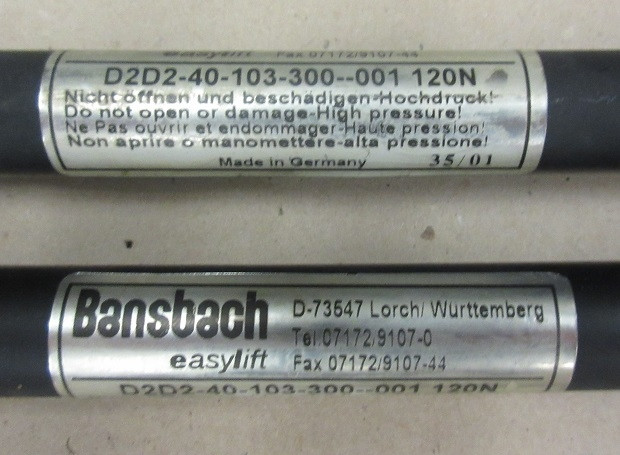 easylift Fax 07172/9107-44
D2D2-40-103-300--001 120N
Nicht öffnen und beschädigen-Hochdruck!
Do not open or damage-High pressure!
Ne Pas ouvrir et endommager-Haute pression!
Non aprire o manomettere-alta pressione!
Made in Germany 35/01
Bansbach D-73547 Lorch/ Württemberg
Tel.07172/9107-0
easylift Fax 07172/9107-44
D2D2-40-103-300--001 120N